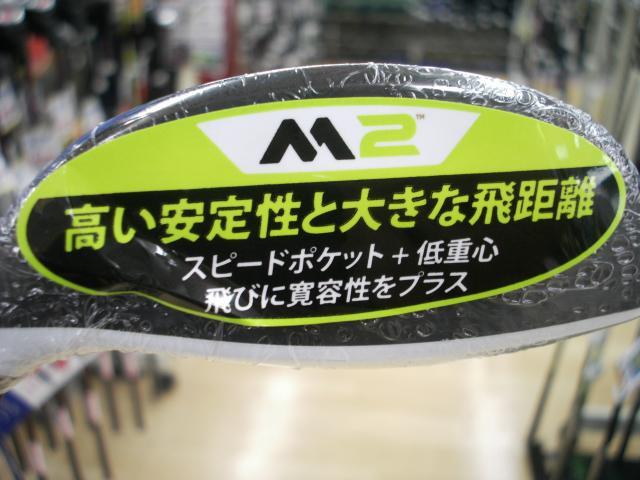 M2™
高い安定性と大きな飛距離
スピードポケット+低重心
飛びに寛容性をプラス